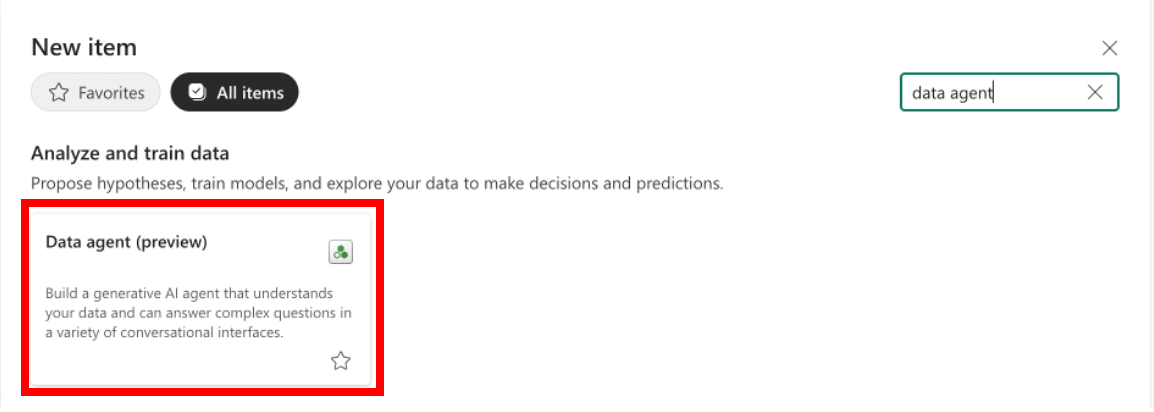 New item
Favorites
All items
data agent
Analyze and train data
Propose hypotheses, train models, and explore your data to make decisions and predictions.
Data agent (preview)
Build a generative AI agent that understands
your data and can answer complex questions in
a variety of conversational interfaces.